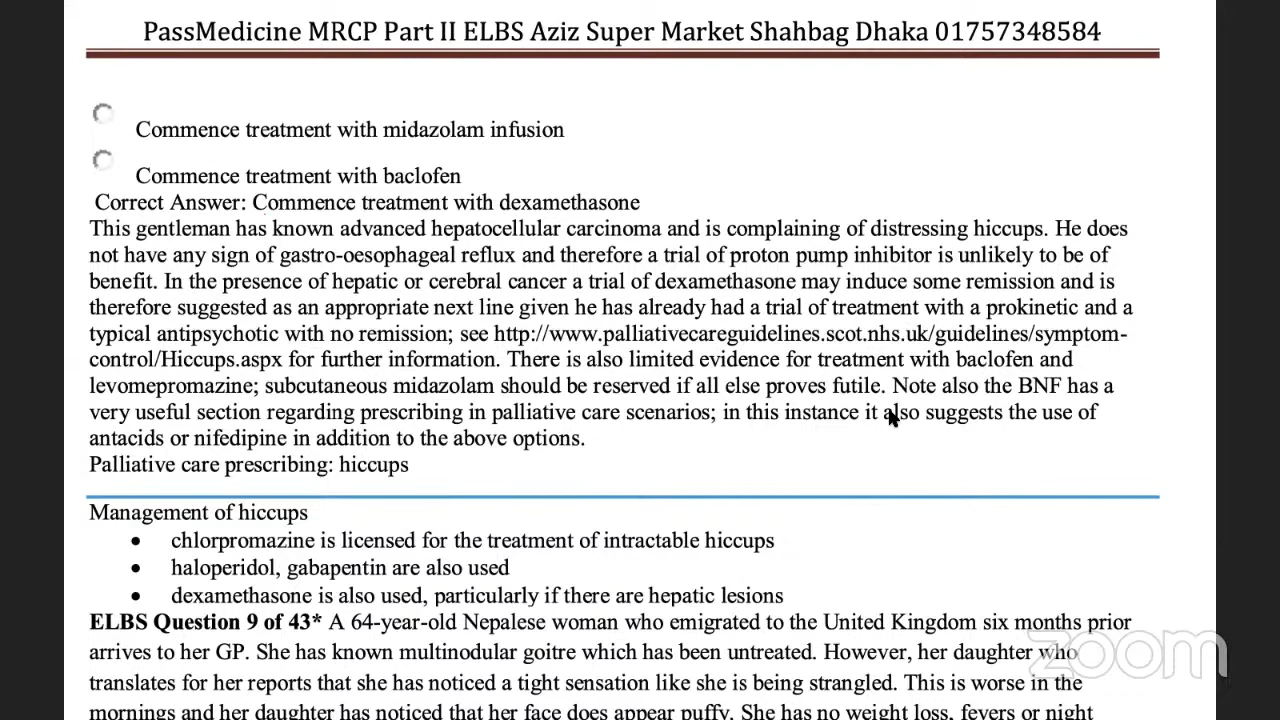 PassMedicine MRCP Part II ELBS Aziz Super Market Shahbag Dhaka 01757348584
Commence treatment with midazolam infusion
Commence treatment with baclofen
Correct Answer: Commence treatment with dexamethasone
This gentleman has known advanced hepatocellular carcinoma and is complaining of distressing hiccups. He does
not have any sign of gastro-oesophageal reflux and therefore a trial of proton pump inhibitor is unlikely to be of
benefit. In the presence of hepatic or cerebral cancer a trial of dexamethasone may induce some remission and is
therefore suggested as an appropriate next line given he has already had a trial of treatment with a prokinetic and a
typical antipsychotic with no remission; see http://www.palliativecareguidelines.scot.nhs.uk/guidelines/symptom-
control/Hiccups.aspx for further information. There is also limited evidence for treatment with baclofen and
levomepromazine; subcutaneous midazolam should be reserved if all else proves futile. Note also the BNF has a
very useful section regarding prescribing in palliative care scenarios; in this instance it also suggests the use of
antacids or nifedipine in addition to the above options.
Palliative care prescribing: hiccups
Management of hiccups
• chlorpromazine is licensed for the treatment of intractable hiccups
• haloperidol, gabapentin are also used
• dexamethasone is also used, particularly if there are hepatic lesions
ELBS Question 9 of 43* A 64-year-old Nepalese woman who emigrated to the United Kingdom six months prior
arrives to her GP. She has known multinodular goitre which has been untreated. However, her daughter who
translates for her reports that she has noticed a tight sensation like she is being strangled. This is worse in the
mornings and her daughter has noticed that her face does appear puffy. She has no weight loss, fevers or night
zoom